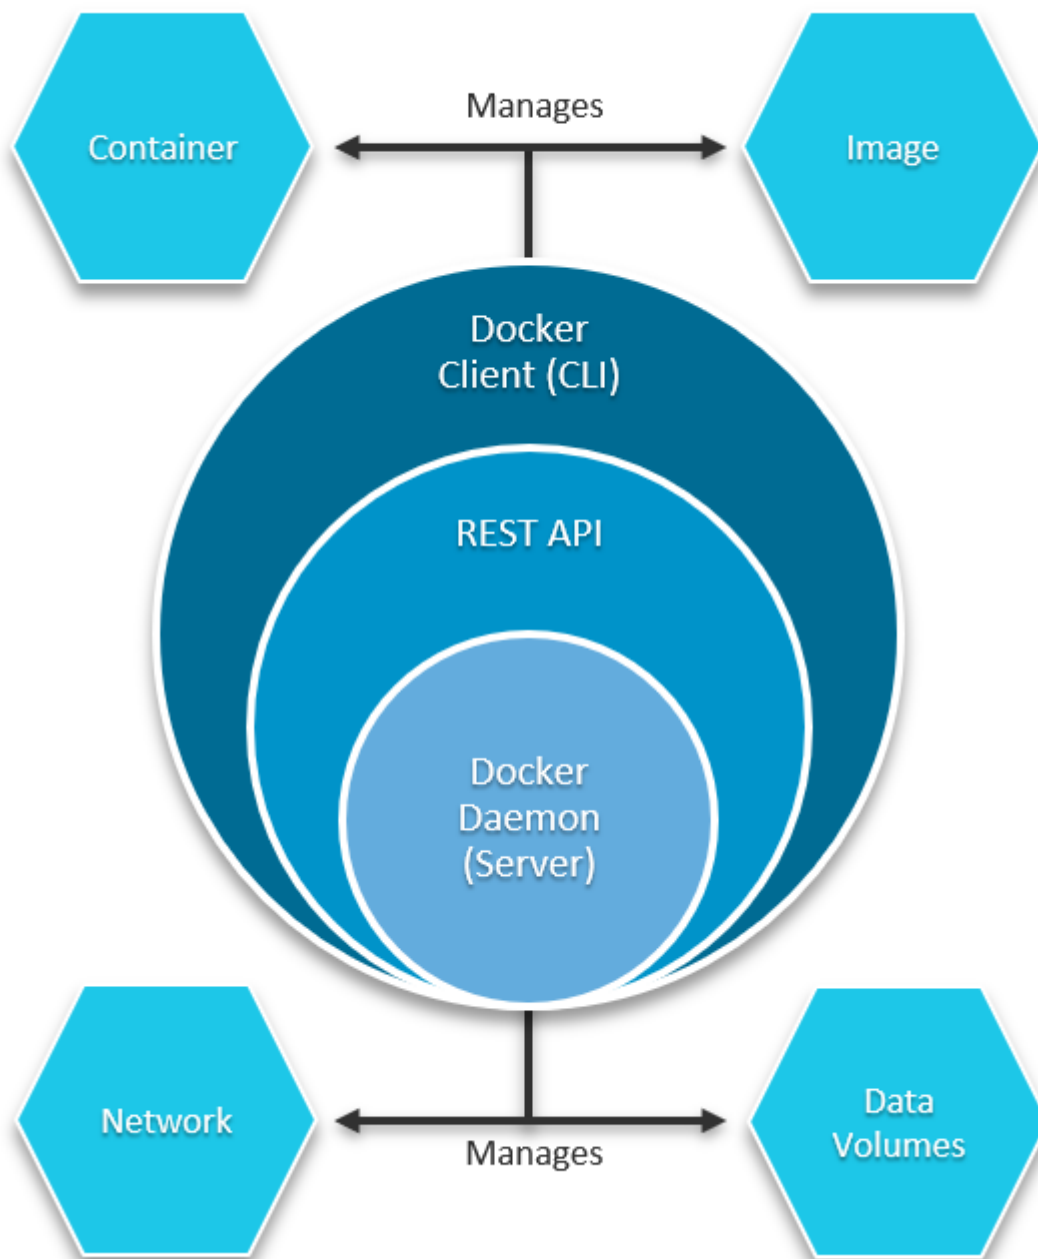 Manages
Container
Image
Docker
Client (CLI)
REST API
Docker
Daemon
(Server)
Network
Manages
Data
Volumes